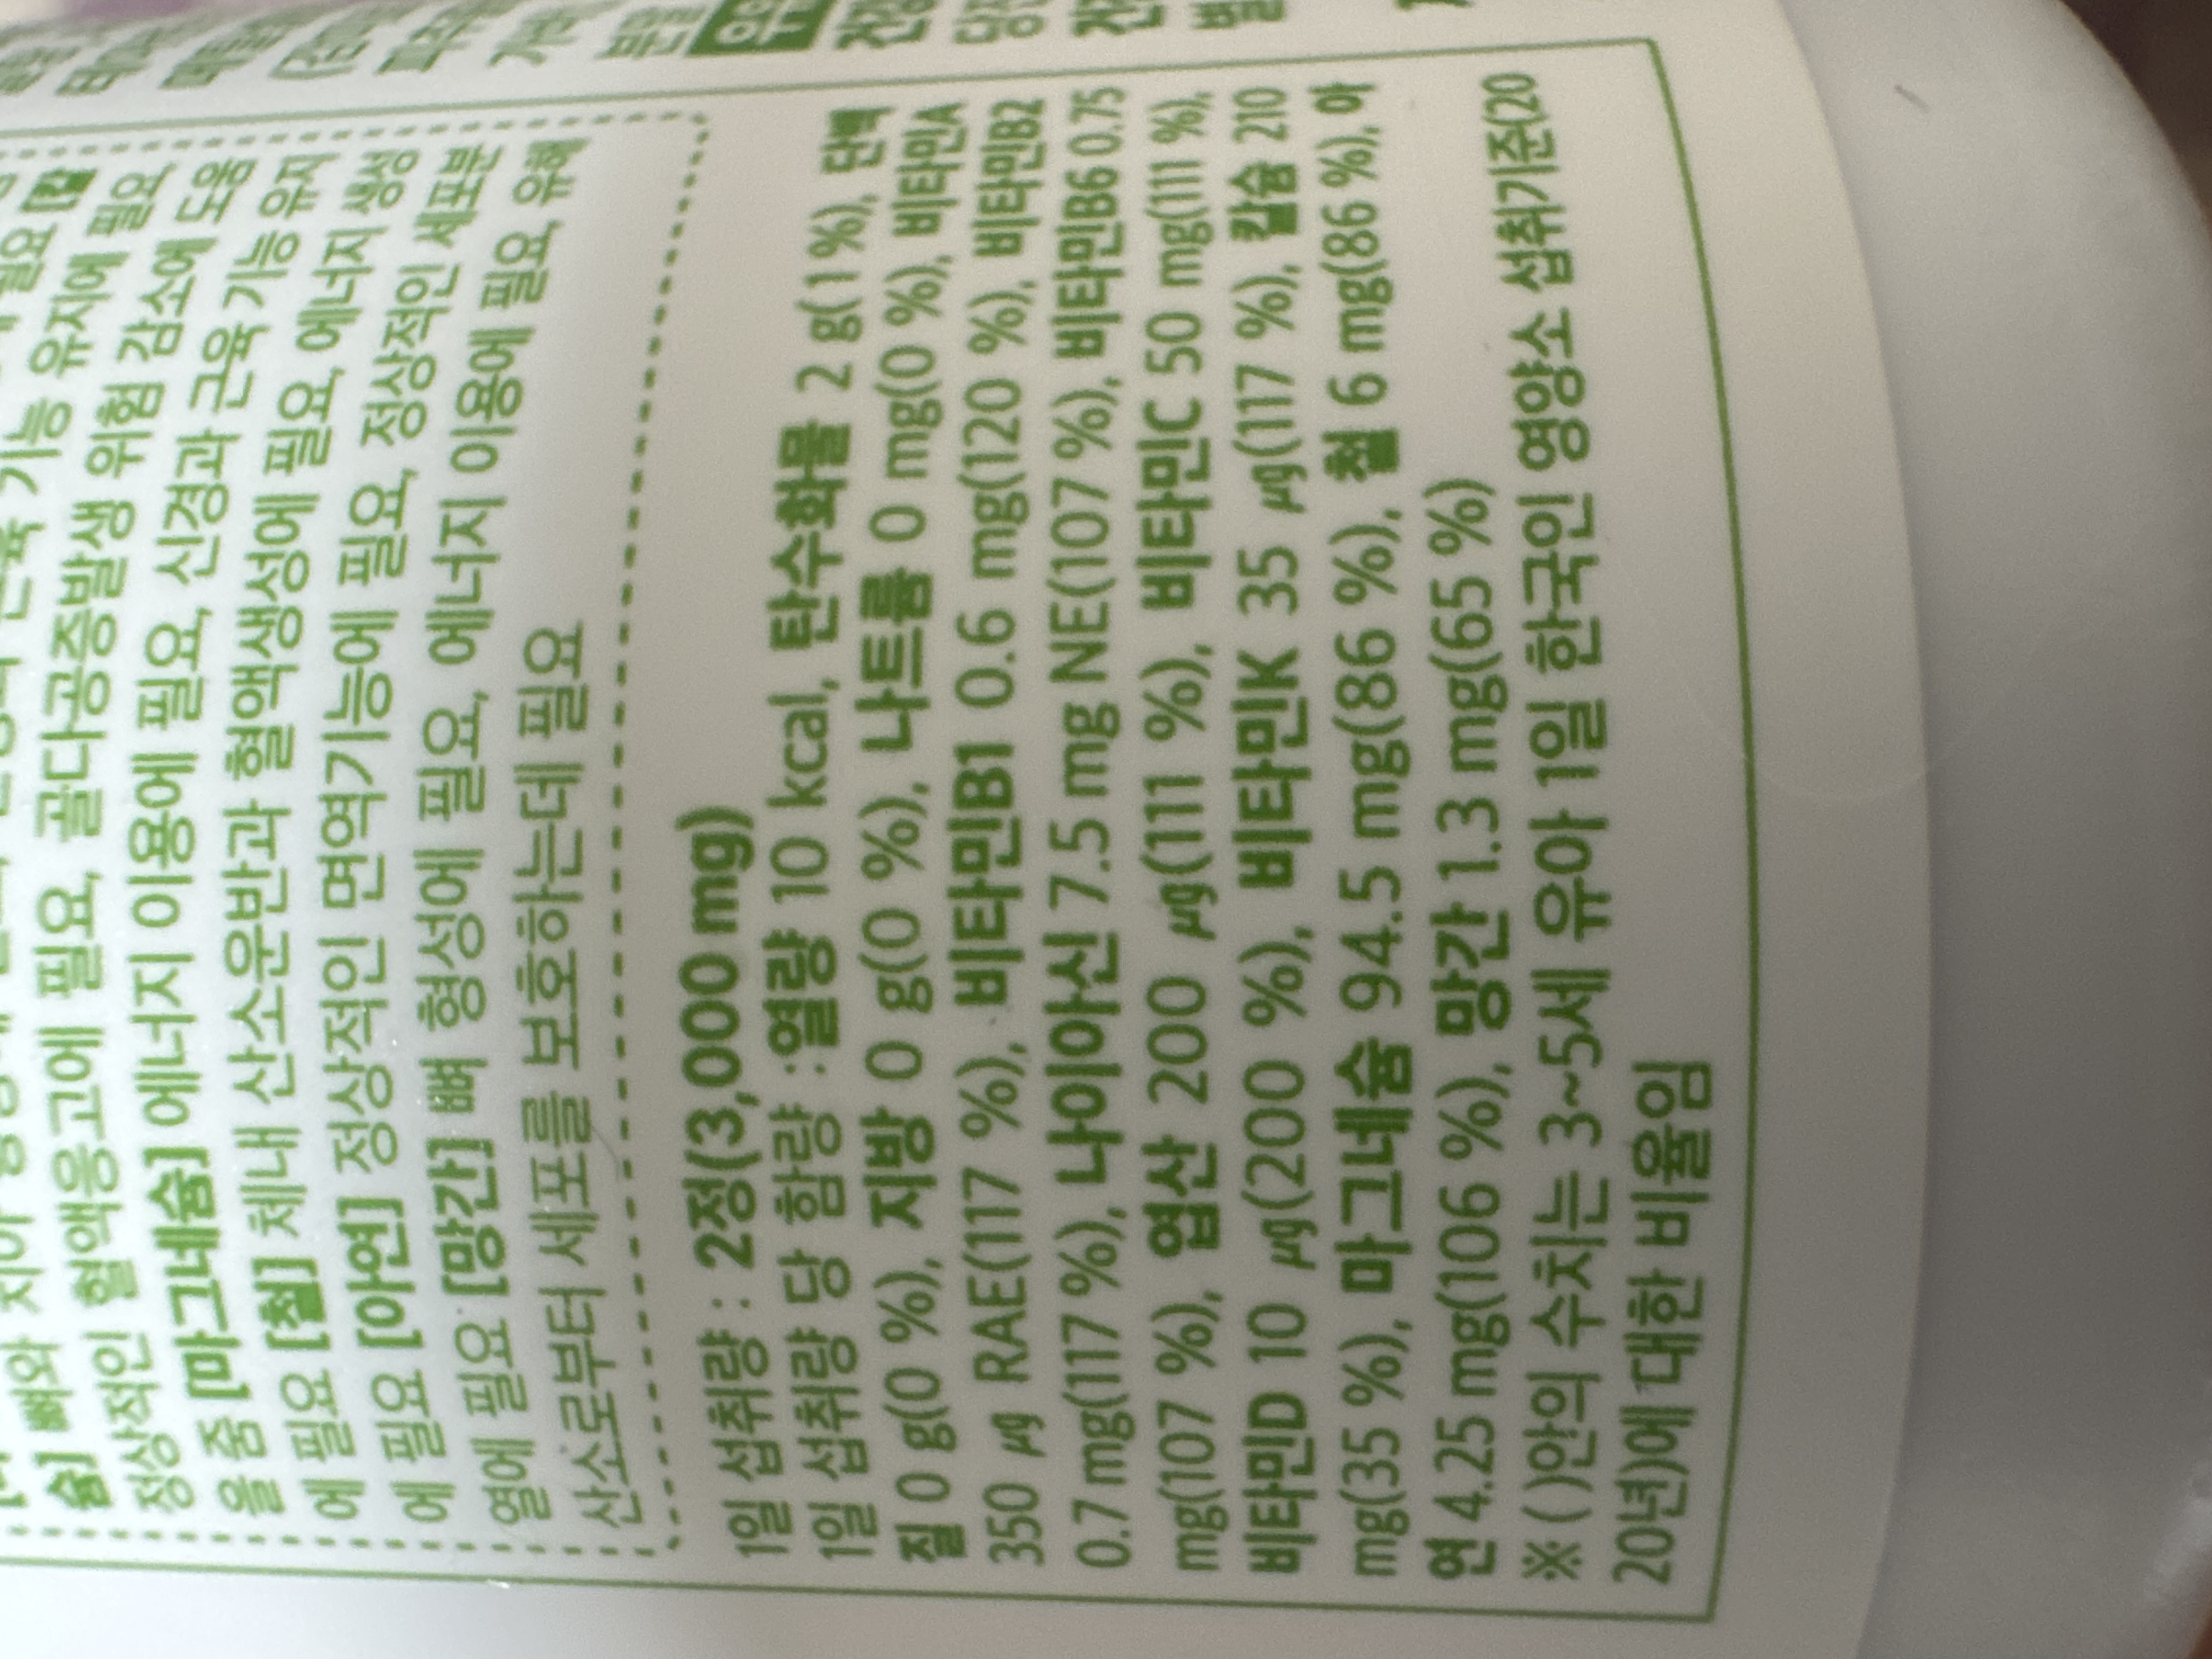 슘] 뼈와
기능 유지에 필요,
정상적인 혈액응고에 필요, 골다공증발생 위험 감소에 도움
을 줌 [마그네슘] 에너지 이용에 필요, 신경과 근육 기능 유지
에 필요 [철] 체내 산소운반과 혈액생성에 필요, 에너지 생성
에 필요 [아연] 정상적인 면역기능에 필요, 정상적인 세포분
열에 필요 [망간] 뼈 형성에 필요, 에너지 이용에 필요, 유해
산소로부터 세포를 보호하는데 필요
1일 섭취량 : 2정(3,000 mg)
1일 섭취량 당 함량 : 열량 10 kcal, 탄수화물 2 g(1 %), 단백
질 0 g(0 %), 지방 0 g(0 %), 나트륨 0 mg(0 %), 비타민A
350 ㎍ RAE(117 %), 비타민B1 0.6 mg(120 %), 비타민B2
0.7 mg(117 %), 나이아신 7.5 mg NE(107 %), 비타민B6 0.75
mg(107 %), 엽산 200 ㎍(111 %), 비타민C 50 mg(111 %),
비타민D 10 ㎍(200 %), 비타민K 35 ㎍(117 %), 칼슘 210
mg(35 %), 마그네슘 94.5 mg(86 %), 철 6 mg(86 %), 아
연 4.25 mg(106 %), 망간 1.3 mg(65 %)
※ ( )안의 수치는 3~5세 유아 1일 한국인 영양소 섭취기준(20
20년)에 대한 비율임